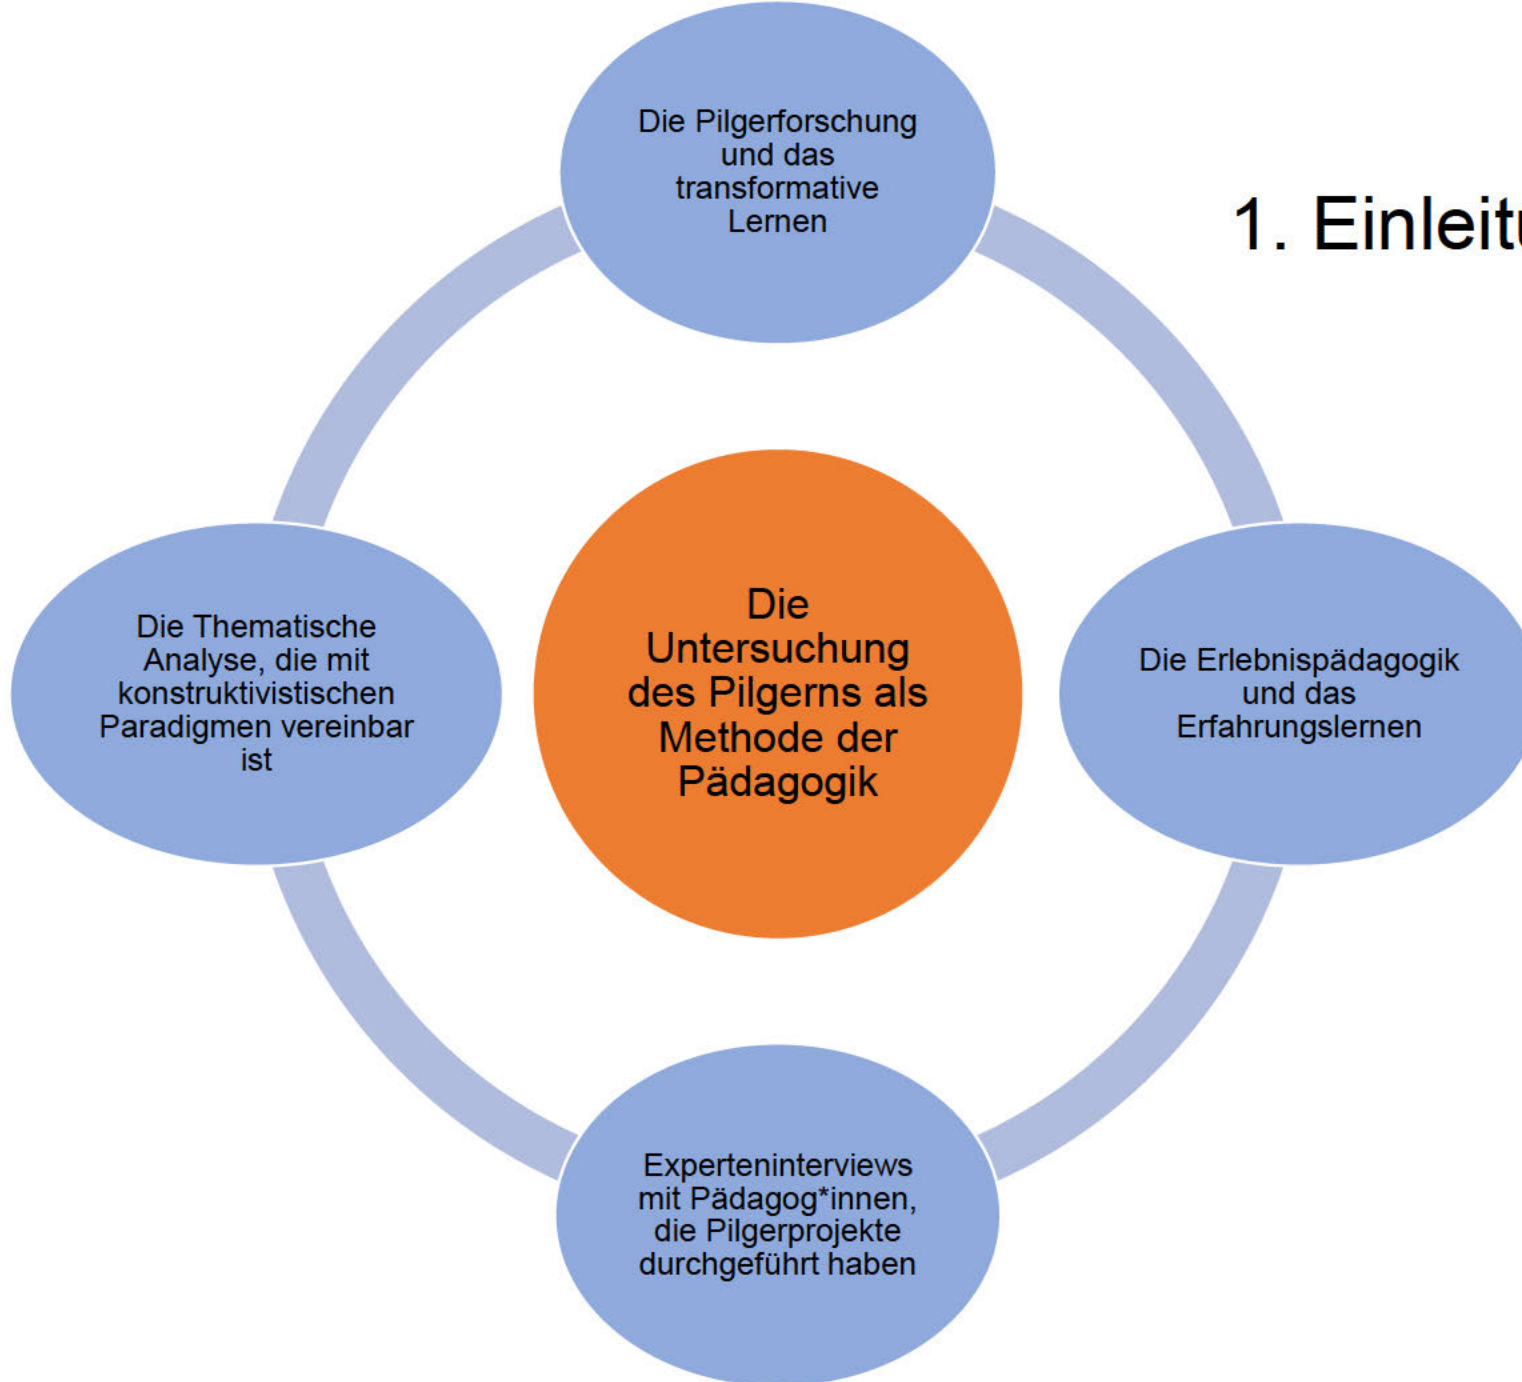 Die Pilgerforschung
und das
transformative
Lernen
1. Einleitu
Die Thematische
Analyse, die mit
konstruktivistischen
Paradigmen vereinbar
ist
Die
Untersuchung
des Pilgerns als
Methode der
Pädagogik
Die Erlebnispädagogik
und das
Erfahrungslernen
Experteninterviews
mit Pädagog*innen,
die Pilgerprojekte
durchgeführt haben